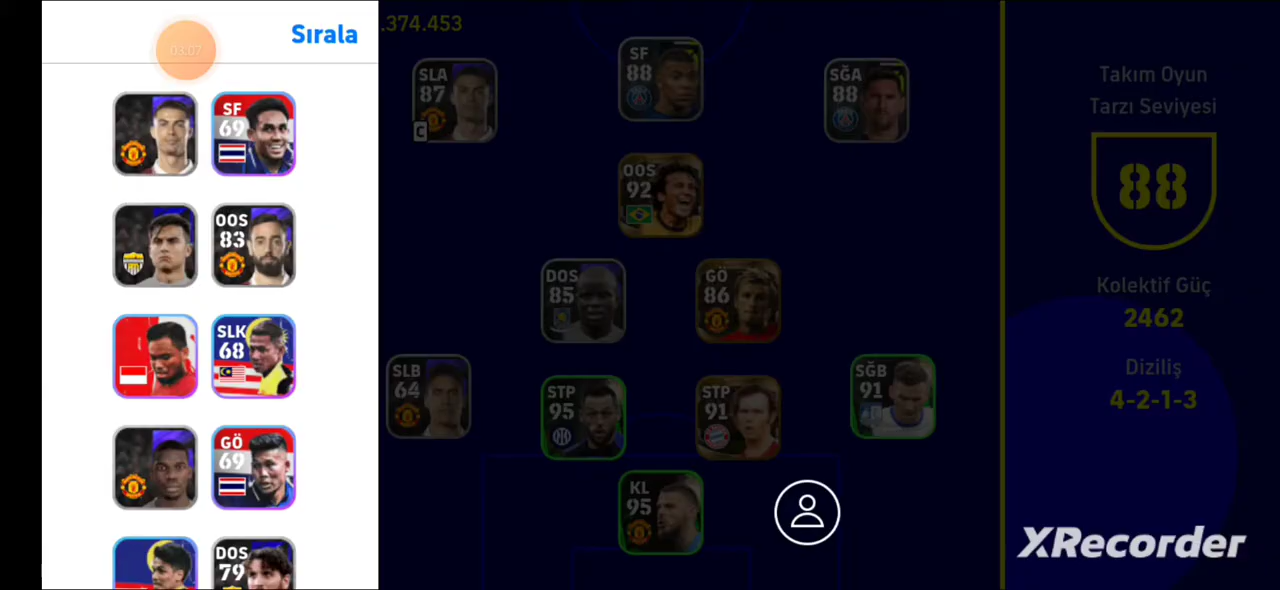 Sırala
03:07
SF
69
OOS
83
SLK
68
GÖ
69
DOS
79
.374.453
SLA
87
C
SF
88
SĞA
88
OOS
92
DOS
85
GÖ
86
SLB
64
STP
95
STP
91
SĞB
91
KL
95
Takım Oyun
Tarzı Seviyesi
88
Kolektif Güç
2462
Diziliş
4-2-1-3
XRecorder